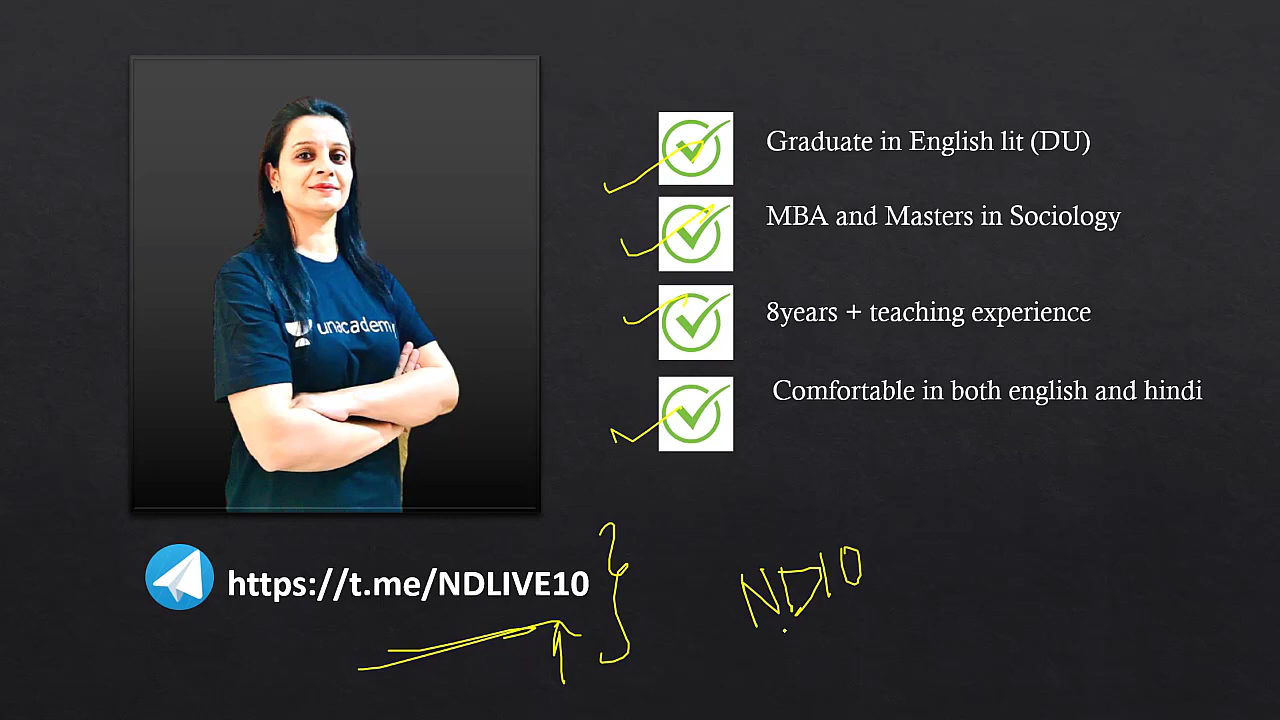 unacademy
Graduate in English lit (DU)
MBA and Masters in Sociology
8years + teaching experience
Comfortable in both english and hindi
https://t.me/NDLIVE10
ND10